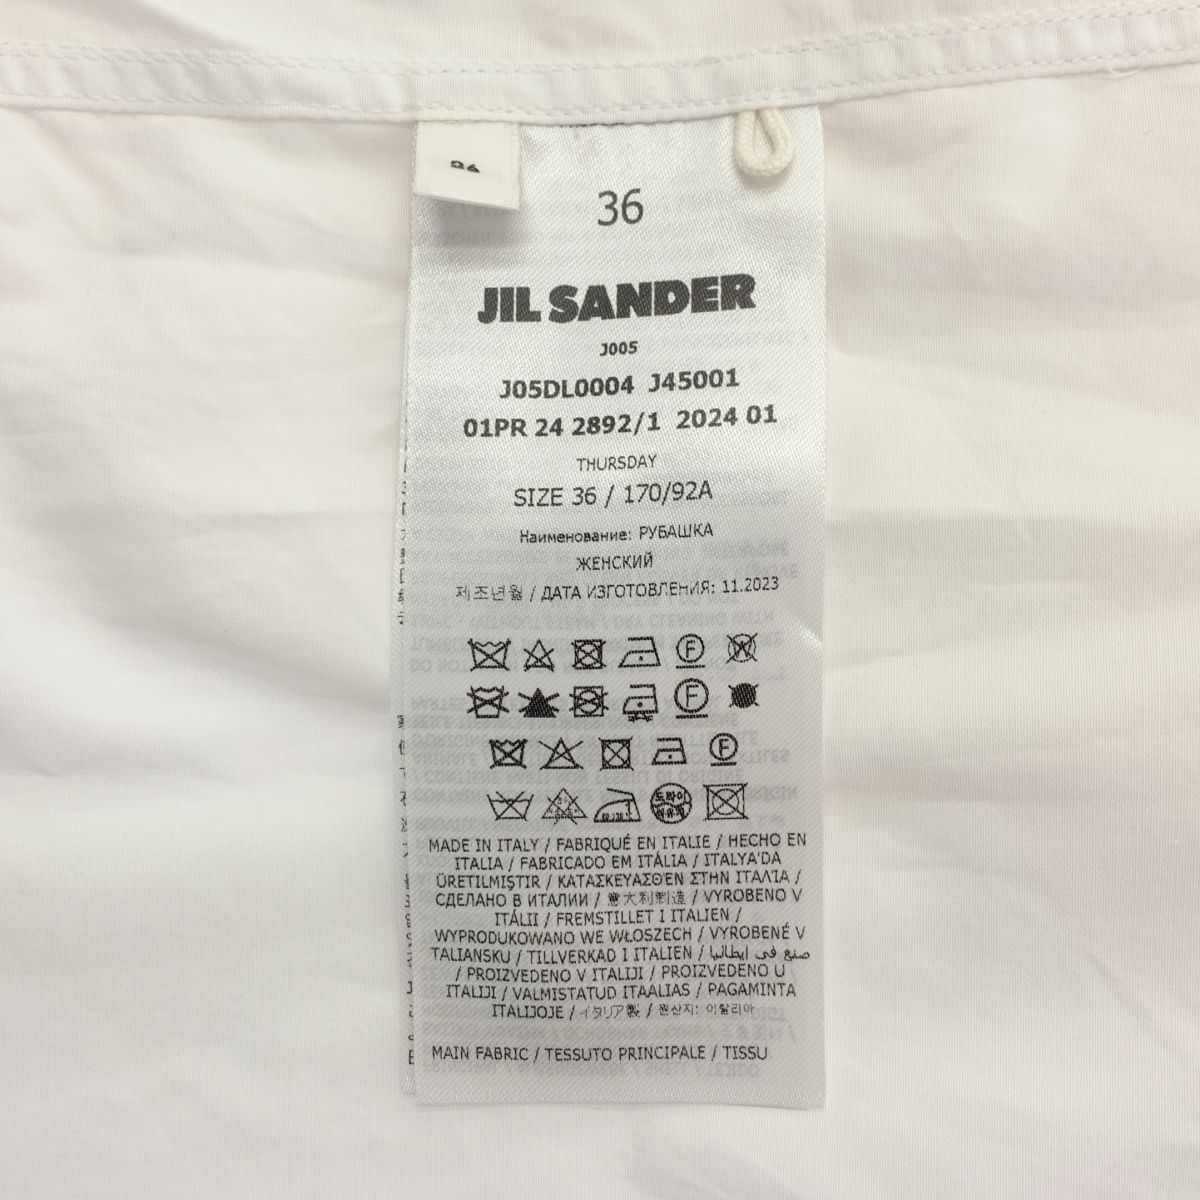 36
JIL SANDER
J005
J05DL0004 J45001
01PR 24 2892/1 2024 01
THURSDAY
SIZE 36 / 170/92A
Наименование: РУБАШКА
ЖЕНСКИЙ
제조년월 / ДАТА ИЗГОТОВЛЕНИЯ: 11.2023
F W
F
F
드라이
MADE IN ITALY / FABRIQUÉ EN ITALIE / HECHO EN
ITALIA / FABRICADO EM ITÁLIA / ITALYA'DA
ÜRETILMIŞTIR / ΚΑΤΑΣΚΕΥΑΣΘΈΝ ΣΤΗΝ ΙΤΑΛΊΑ /
СДЕЛАНО В ИТАЛИИ / 意大利制造 / VYROBENO V
ITÁLII / FREMSTILLET I ITALIEN /
WYPRODUKOWANO WE WŁOSZECH / VYROBENÉ V
TALIANSKU / TILLVERKAD I ITALIEN / صنع في ايطاليا
/ PROIZVEDENO V ITALIJI / PROIZVEDENO U
ITALIJI / VALMISTATUD ITAALIAS / PAGAMINTA
ITALIJOJE / イタリア製 / 원산지: 이탈리아
MAIN FABRIC / TESSUTO PRINCIPALE / TISSU